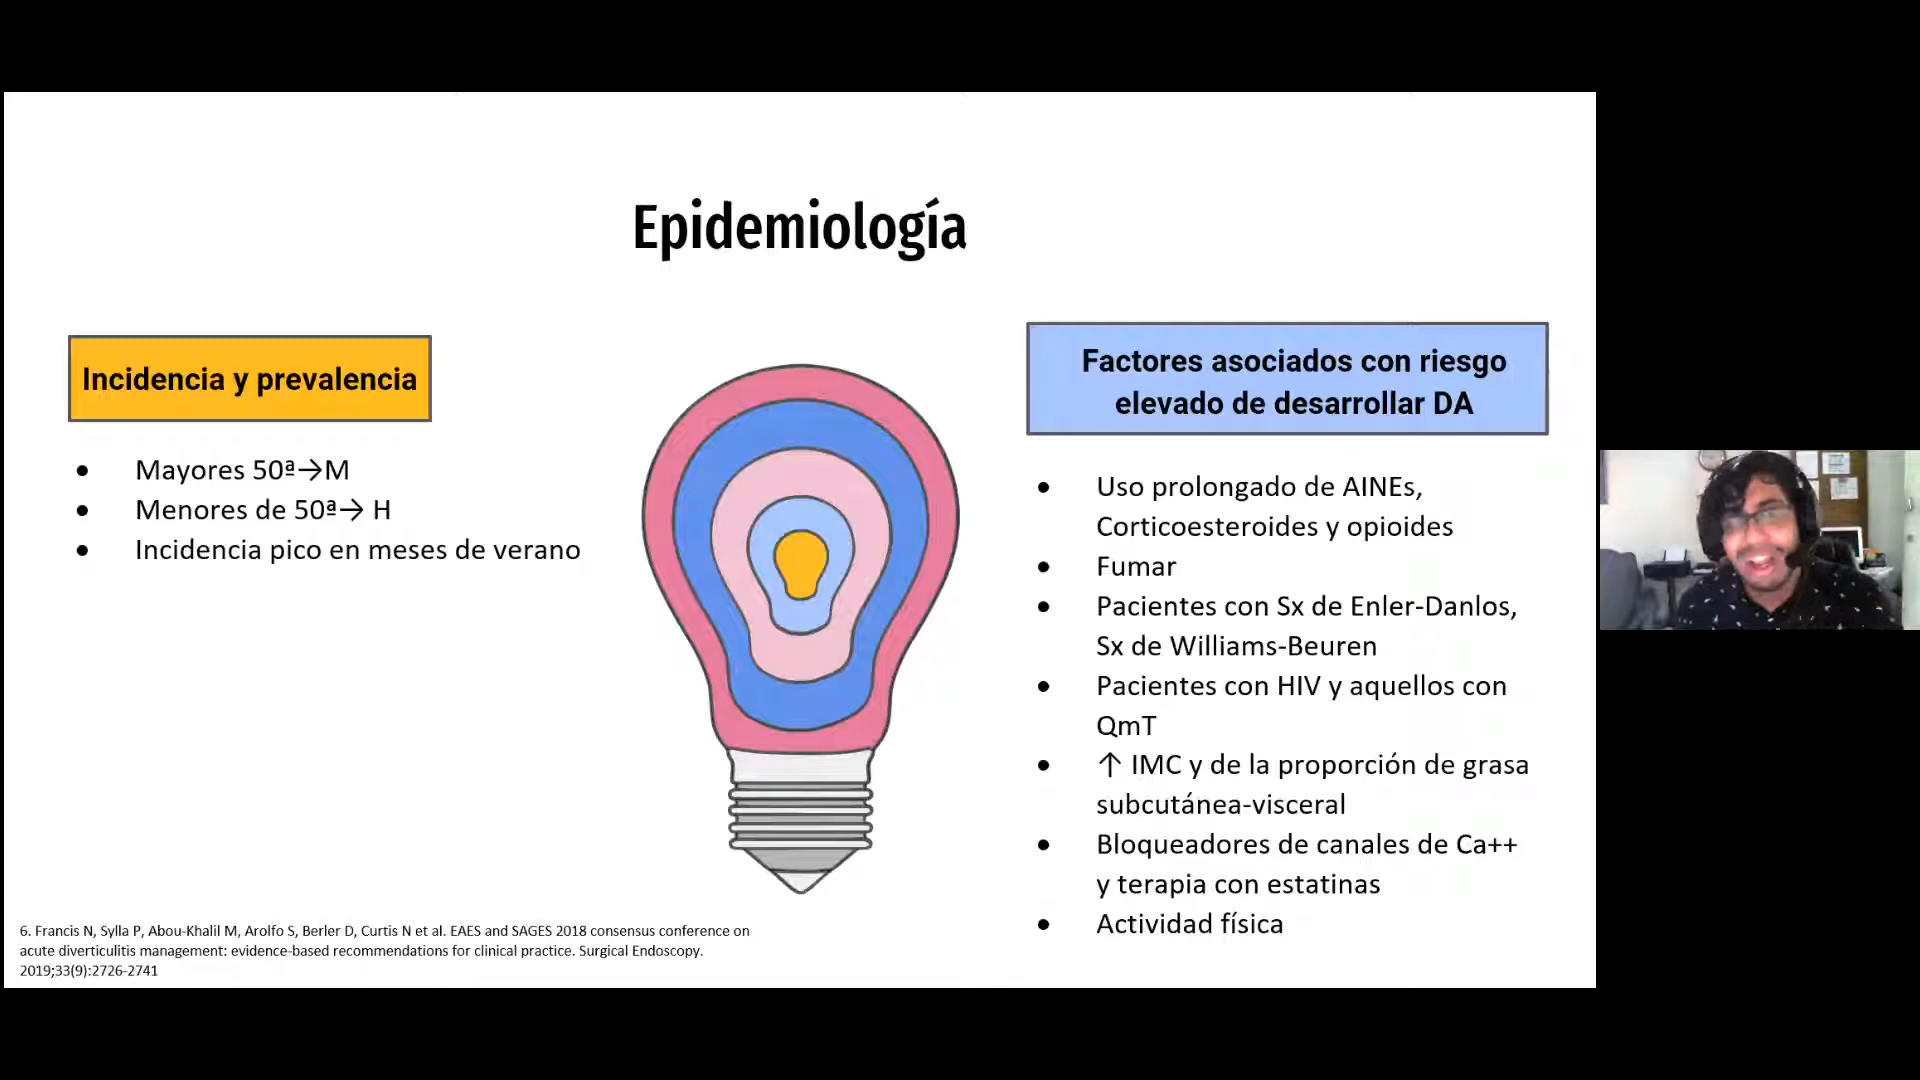 Epidemiología
Incidencia y prevalencia
● Mayores 50ª→M
● Menores de 50ª→ H
● Incidencia pico en meses de verano
Factores asociados con riesgo
elevado de desarrollar DA
● Uso prolongado de AINEs,
Corticoesteroides y opioides
● Fumar
● Pacientes con Sx de Enler-Danlos,
Sx de Williams-Beuren
● Pacientes con HIV y aquellos con
QmT
● ↑ IMC y de la proporción de grasa
subcutánea-visceral
● Bloqueadores de canales de Ca++
y terapia con estatinas
● Actividad física
6. Francis N, Sylla P, Abou-Khalil M, Arolfo S, Berler D, Curtis N et al. EAES and SAGES 2018 consensus conference on
acute diverticulitis management: evidence-based recommendations for clinical practice. Surgical Endoscopy.
2019;33(9):2726-2741